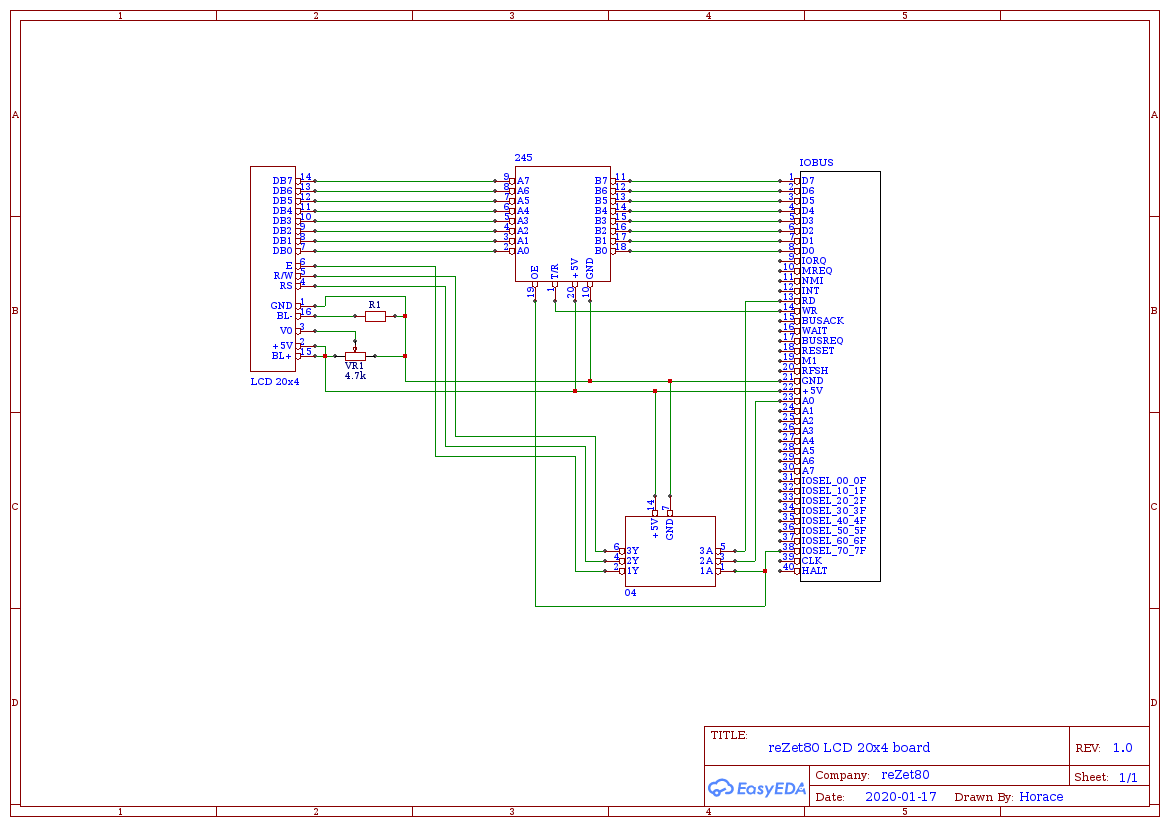 1 2 3 4 5
A A
B B
C C
D D
245
IOBUS
DB7 14 9 A7 B7 11 1 D7
DB6 13 8 A6 B6 12 2 D6
DB5 12 7 A5 B5 13 3 D5
DB4 11 6 A4 B4 14 4 D4
DB3 10 5 A3 B3 15 5 D3
DB2 9 4 A2 B2 16 6 D2
DB1 8 3 A1 B1 17 7 D1
DB0 7 2 A0 B0 18 8 D0
E 6
R/W 5
RS 4
GND 1
BL- 16
V0 3
+5V 2
BL+ 15
LCD 20x4
R1
VR1
4.7k
OE T/R +5V GND
19 1 20 10
9 IORQ
10 MREQ
11 NMI
12 INT
13 RD
14 WR
15 BUSACK
16 WAIT
17 BUSREQ
18 RESET
19 M1
20 RFSH
21 GND
22 +5V
23 A0
24 A1
25 A2
26 A3
27 A4
28 A5
29 A6
30 A7
31 IOSEL_00_0F
32 IOSEL_10_1F
33 IOSEL_20_2F
34 IOSEL_30_3F
35 IOSEL_40_4F
36 IOSEL_50_5F
37 IOSEL_60_6F
38 IOSEL_70_7F
39 CLK
40 HALT
14 7
+5V GND
6 3Y 3A 5
4 2Y 2A 3
2 1Y 1A 1
04
TITLE:
reZet80 LCD 20x4 board
REV: 1.0
EasyEDA
Company: reZet80
Sheet: 1/1
Date: 2020-01-17 Drawn By: Horace
1 2 3 4 5